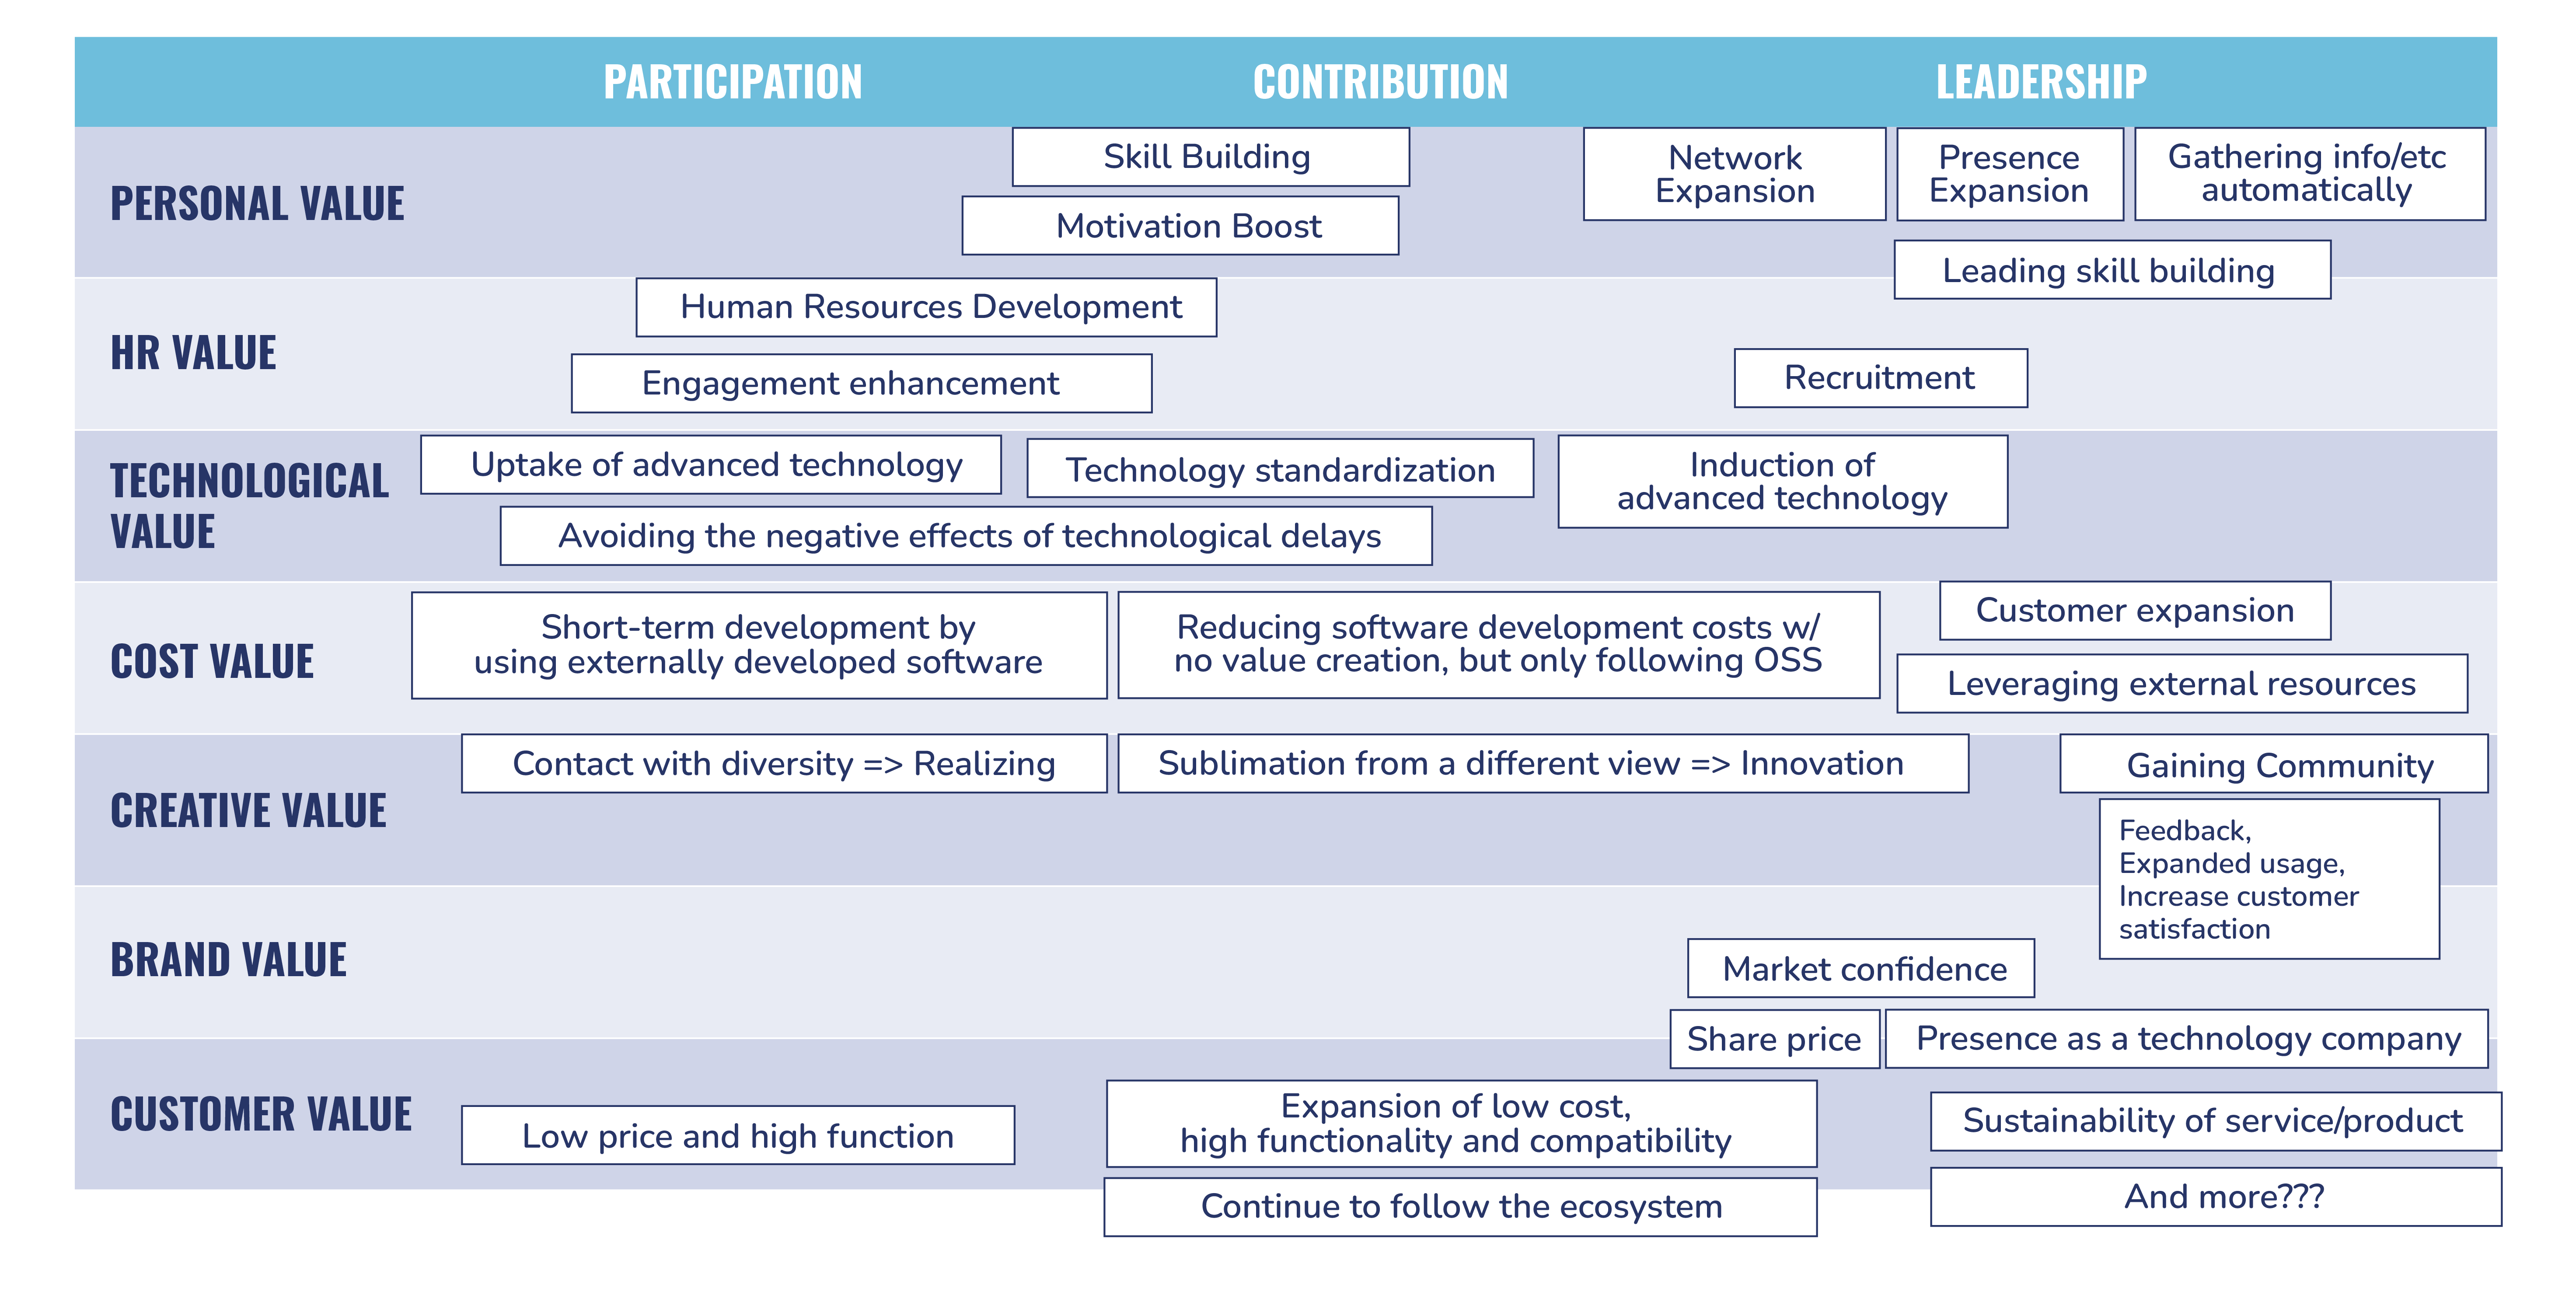 PARTICIPATION
CONTRIBUTION
LEADERSHIP
PERSONAL VALUE
Skill Building
Motivation Boost
Network
Expansion
Presence
Expansion
Gathering info/etc
automatically
Leading skill building
HR VALUE
Human Resources Development
Engagement enhancement
Recruitment
TECHNOLOGICAL
VALUE
Uptake of advanced technology
Technology standardization
Induction of
advanced technology
Avoiding the negative effects of technological delays
COST VALUE
Short-term development by
using externally developed software
Reducing software development costs w/
no value creation, but only following OSS
Customer expansion
Leveraging external resources
CREATIVE VALUE
Contact with diversity => Realizing
Sublimation from a different view => Innovation
Gaining Community
Feedback,
Expanded usage,
Increase customer
satisfaction
BRAND VALUE
Market confidence
Share price
Presence as a technology company
CUSTOMER VALUE
Low price and high function
Expansion of low cost,
high functionality and compatibility
Continue to follow the ecosystem
Sustainability of service/product
And more???